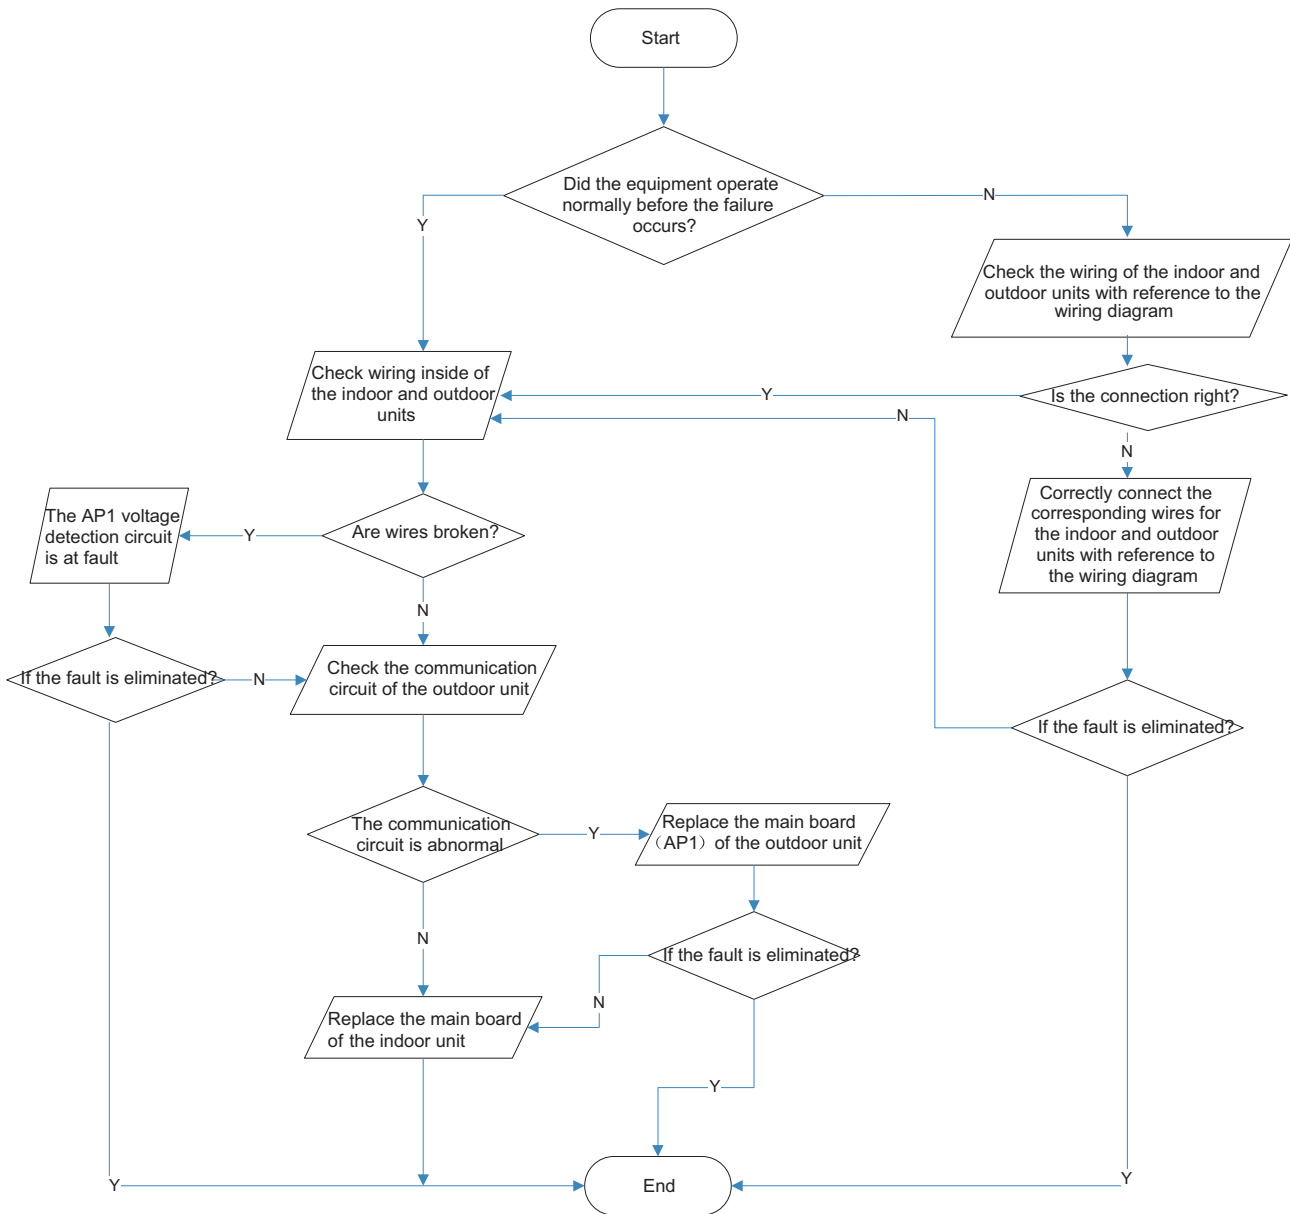 Start
Did the equipment operate
normally before the failure
occurs?
Y
N
Check the wiring of the indoor and
outdoor units with reference to the
wiring diagram
Check wiring inside of
the indoor and outdoor
units
Y
Is the connection right?
N
N
The AP1 voltage
detection circuit
is at fault
Y
Are wires broken?
Correctly connect the
corresponding wires for
the indoor and outdoor
units with reference to
the wiring diagram
N
If the fault is eliminated?
N
Check the communication
circuit of the outdoor unit
If the fault is eliminated?
The communication
circuit is abnormal
Y
Replace the main board
（AP1）of the outdoor unit
N
If the fault is eliminated?
N
Replace the main board
of the indoor unit
Y
Y
End
Y